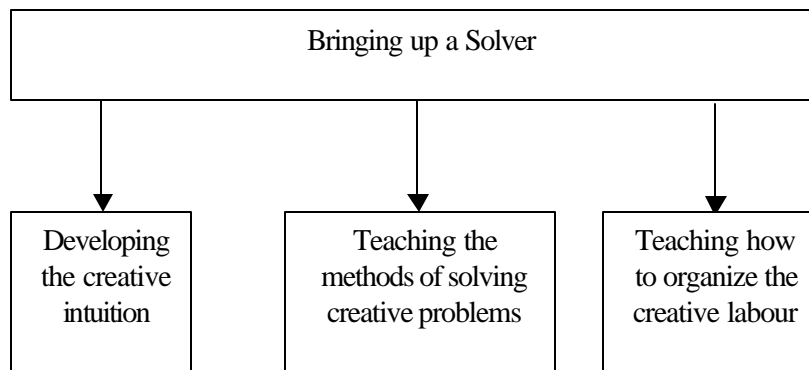 Bringing up a Solver
Developing
the creative
intuition
Teaching the
methods of solving
creative problems
Teaching how
to organize the
creative labour